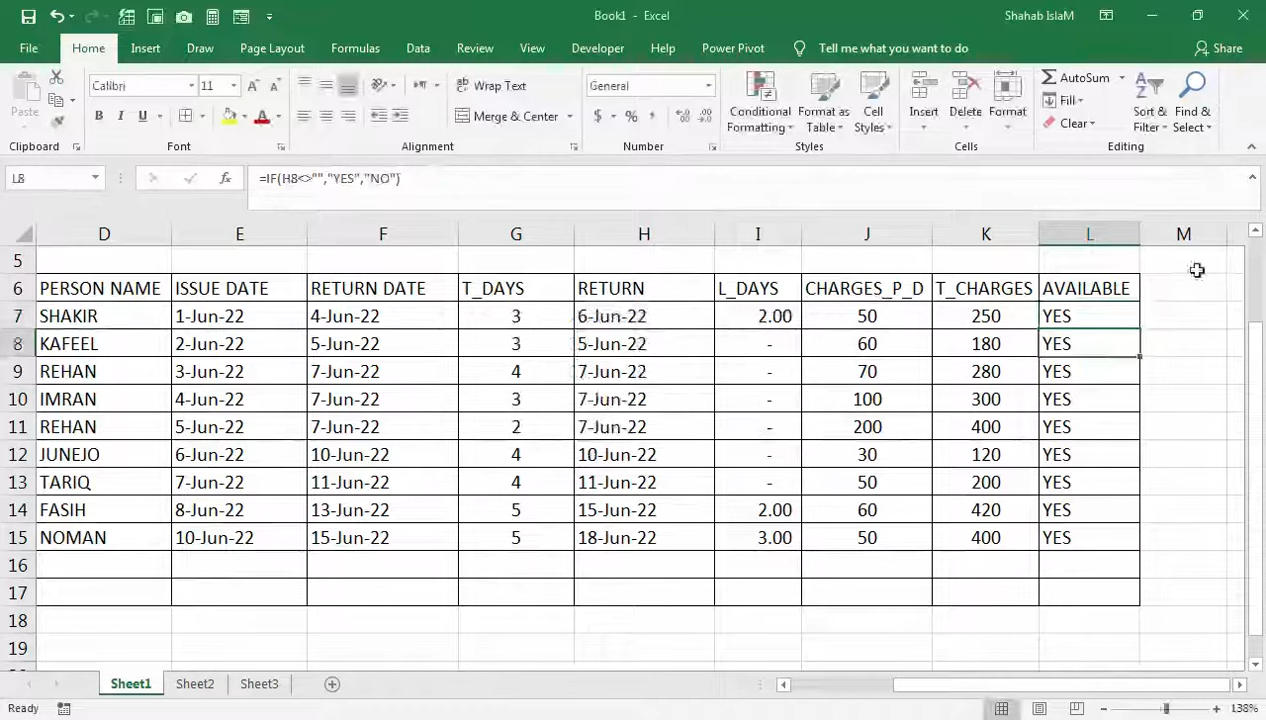 Book1 - Excel
Shahab IslaM
File Home Insert Draw Page Layout Formulas Data Review View Developer Help Power Pivot Tell me what you want to do Share
Paste
Calibri 11
B I U A
Wrap Text
Merge & Center
General
$ %
Conditional Formatting
Format as Table
Cell Styles
Insert Delete Format
AutoSum
Fill
Clear
Sort & Filter
Find & Select
Clipboard Font Alignment Number Styles Cells Editing
L8 fx =IF(H8<>"","YES","NO")
D E F G H I J K L M
5
6 PERSON NAME ISSUE DATE RETURN DATE T_DAYS RETURN L_DAYS CHARGES_P_D T_CHARGES AVAILABLE
7 SHAKIR 1-Jun-22 4-Jun-22 3 6-Jun-22 2.00 50 250 YES
8 KAFEEL 2-Jun-22 5-Jun-22 3 5-Jun-22 - 60 180 YES
9 REHAN 3-Jun-22 7-Jun-22 4 7-Jun-22 - 70 280 YES
10 IMRAN 4-Jun-22 7-Jun-22 3 7-Jun-22 - 100 300 YES
11 REHAN 5-Jun-22 7-Jun-22 2 7-Jun-22 - 200 400 YES
12 JUNEJO 6-Jun-22 10-Jun-22 4 10-Jun-22 - 30 120 YES
13 TARIQ 7-Jun-22 11-Jun-22 4 11-Jun-22 - 50 200 YES
14 FASIH 8-Jun-22 13-Jun-22 5 15-Jun-22 2.00 60 420 YES
15 NOMAN 10-Jun-22 15-Jun-22 5 18-Jun-22 3.00 50 400 YES
16
17
18
19
Sheet1 Sheet2 Sheet3
Ready 138%